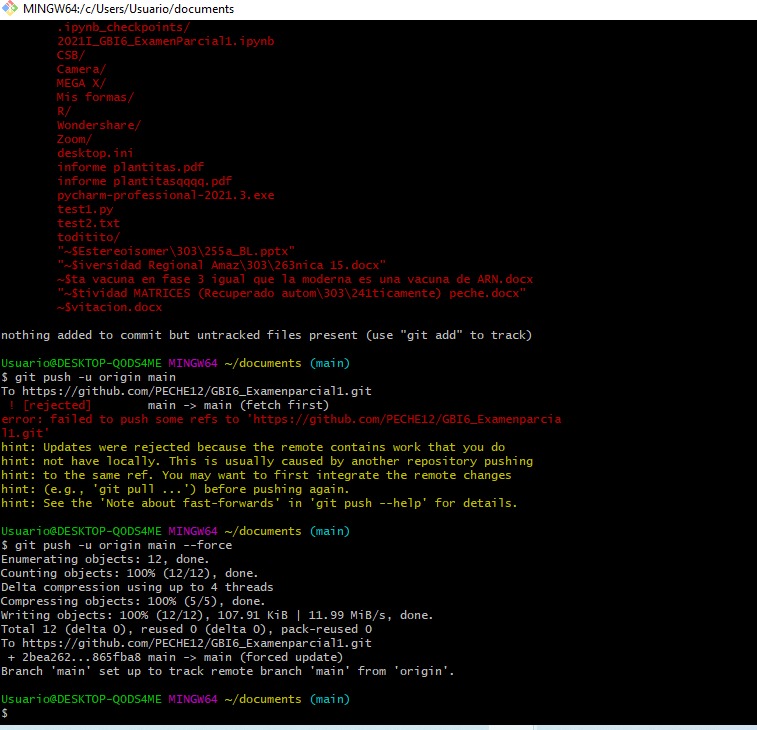 MINGW64:/c/Users/Usuario/documents
.ipynb_checkpoints/
2021I_GBI6_ExamenParcial1.ipynb
CSB/
Camera/
MEGA X/
Mis formas/
R/
Wondershare/
Zoom/
desktop.ini
informe plantitas.pdf
informe plantitasqqqq.pdf
pycharm-professional-2021.3.exe
test1.py
test2.txt
toditito/
"~$Estereoisomer\303\255a_BL.pptx"
"~$iversidad Regional Amaz\303\263nica 15.docx"
~$ta vacuna en fase 3 igual que la moderna es una vacuna de ARN.docx
"~$tividad MATRICES (Recuperado autom\303\241ticamente) peche.docx"
~$vitacion.docx
nothing added to commit but untracked files present (use "git add" to track)
Usuario@DESKTOP-QODS4ME MINGW64 ~/documents (main)
$ git push -u origin main
To https://github.com/PECHE12/GBI6_Examenparcial1.git
! [rejected] main -> main (fetch first)
error: failed to push some refs to 'https://github.com/PECHE12/GBI6_Examenparcia
l1.git'
hint: Updates were rejected because the remote contains work that you do
hint: not have locally. This is usually caused by another repository pushing
hint: to the same ref. You may want to first integrate the remote changes
hint: (e.g., 'git pull ...') before pushing again.
hint: See the 'Note about fast-forwards' in 'git push --help' for details.
Usuario@DESKTOP-QODS4ME MINGW64 ~/documents (main)
$ git push -u origin main --force
Enumerating objects: 12, done.
Counting objects: 100% (12/12), done.
Delta compression using up to 4 threads
Compressing objects: 100% (5/5), done.
Writing objects: 100% (12/12), 107.91 KiB | 11.99 MiB/s, done.
Total 12 (delta 0), reused 0 (delta 0), pack-reused 0
To https://github.com/PECHE12/GBI6_Examenparcial1.git
+ 2bea262...865fba8 main -> main (forced update)
Branch 'main' set up to track remote branch 'main' from 'origin'.
Usuario@DESKTOP-QODS4ME MINGW64 ~/documents (main)
$